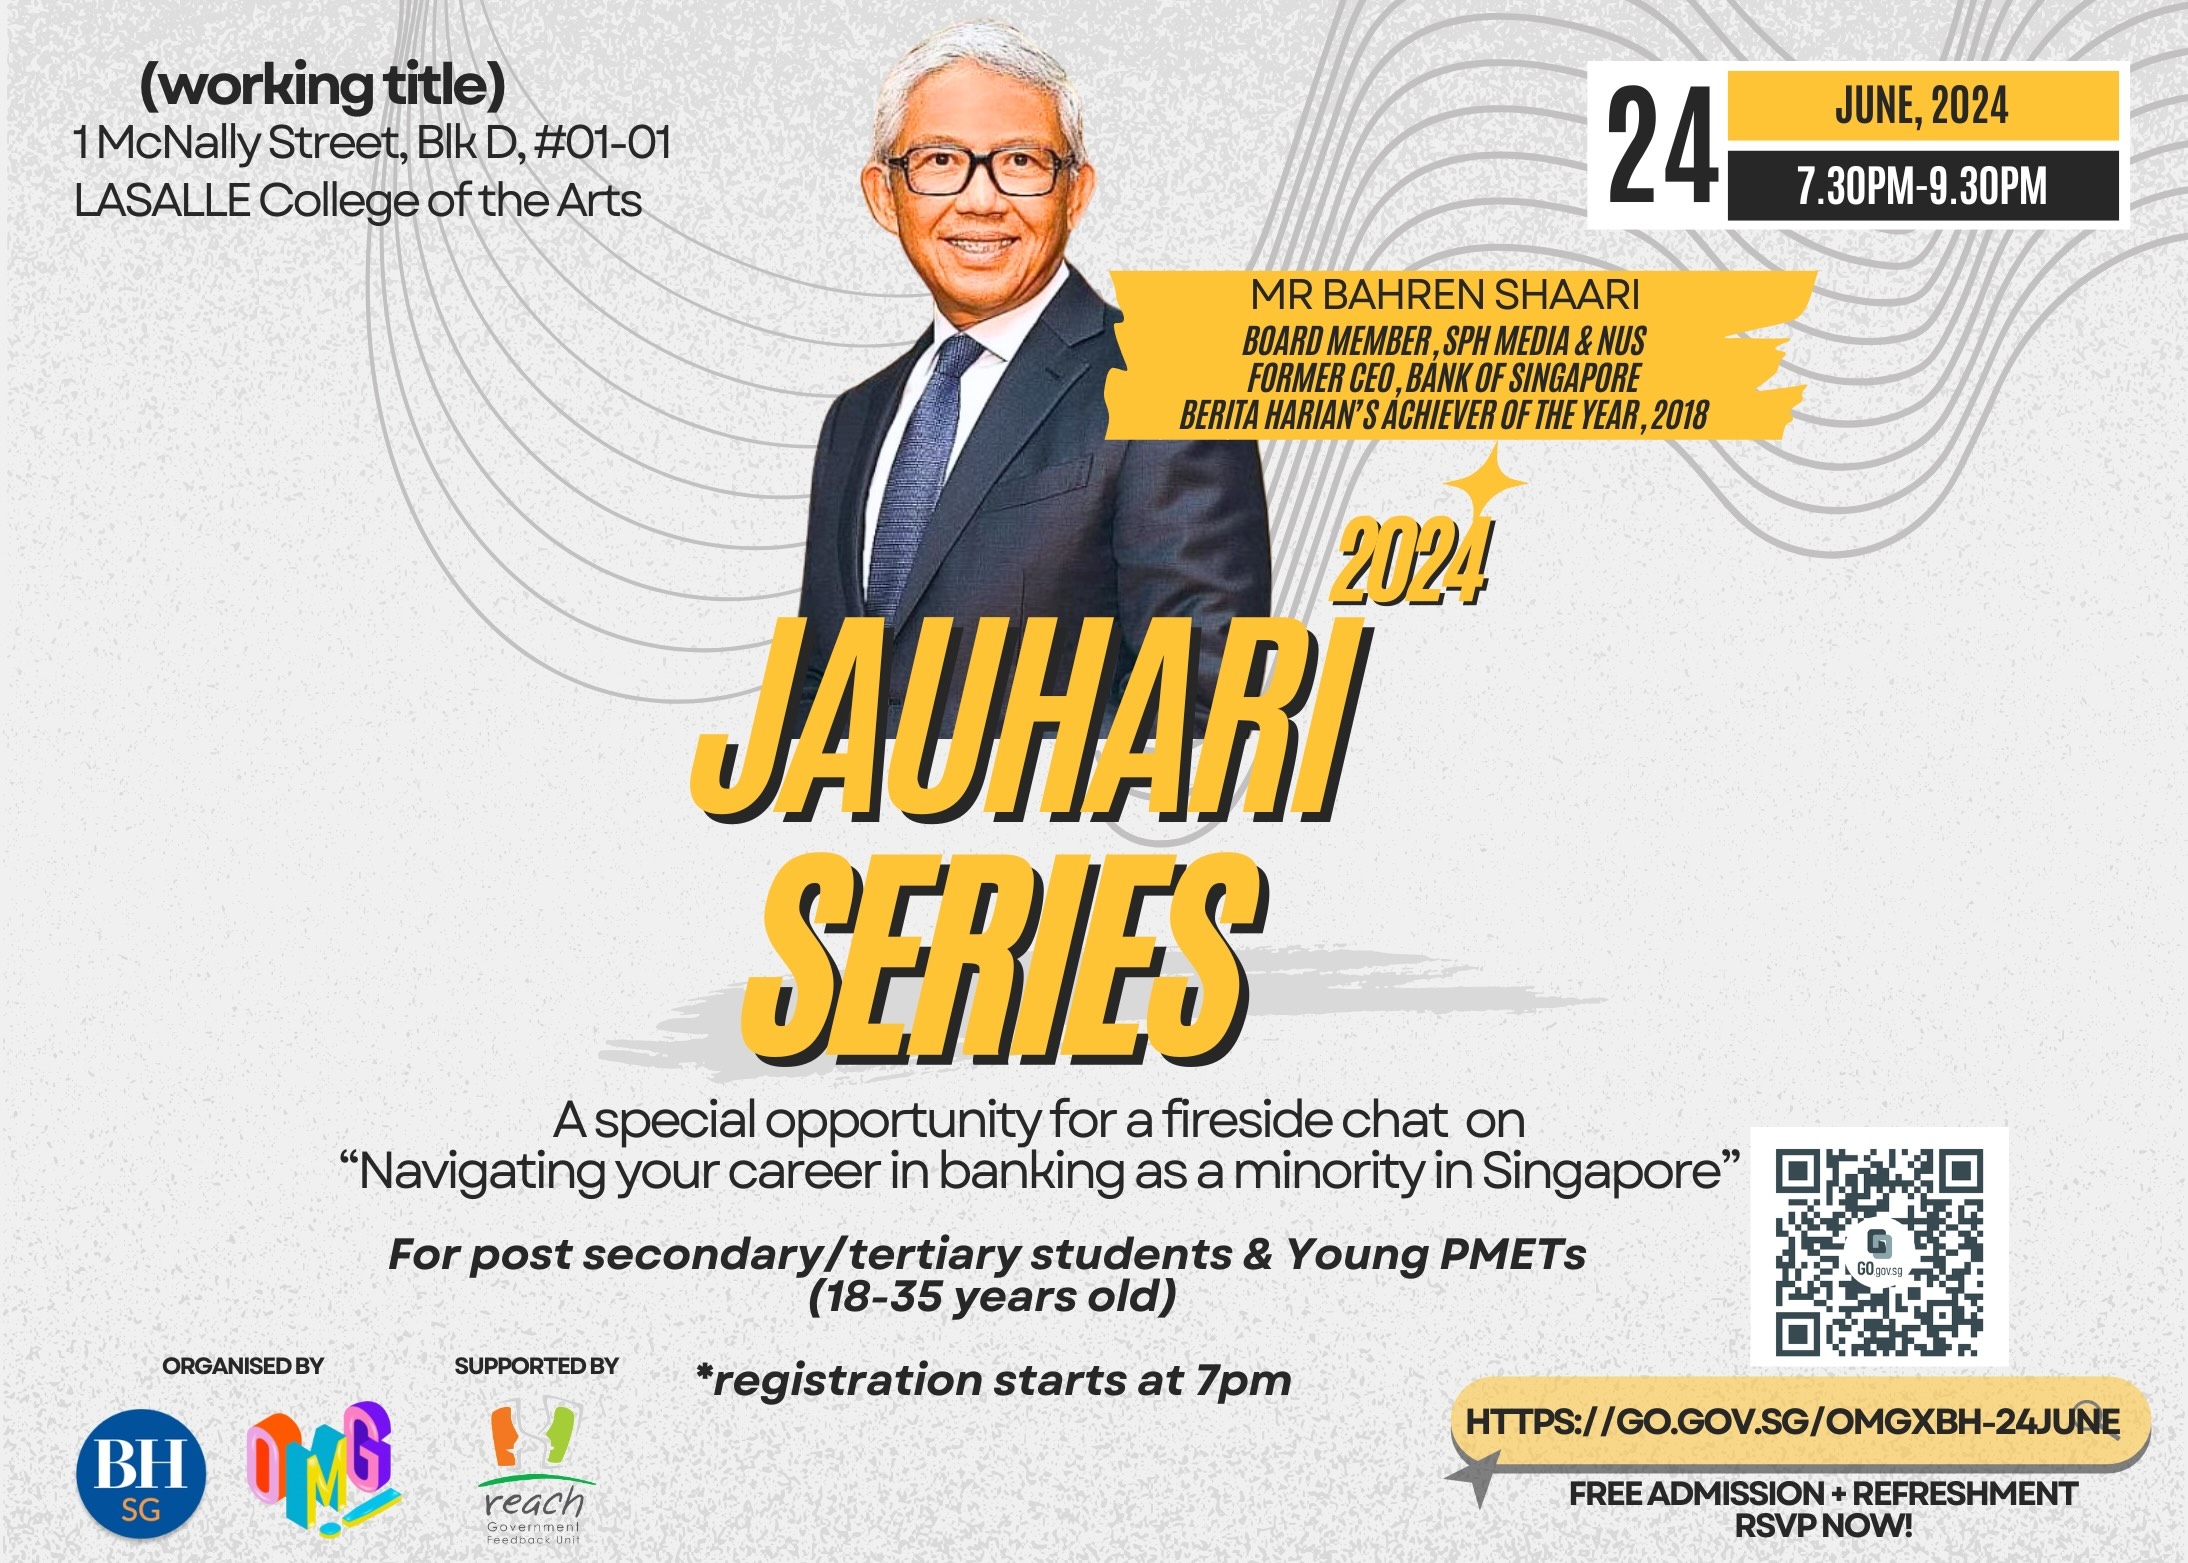 (working title)
1 McNally Street, Blk D, #01-01
LASALLE College of the Arts
24
JUNE, 2024
7.30PM-9.30PM
MR BAHREN SHAARI
BOARD MEMBER, SPH MEDIA & NUS
FORMER CEO, BANK OF SINGAPORE
BERITA HARIAN'S ACHIEVER OF THE YEAR, 2018
2024
JAUHARI
SERIES
A special opportunity for a fireside chat on
“Navigating your career in banking as a minority in Singapore”
For post secondary/tertiary students & Young PMETs
(18-35 years old)
*registration starts at 7pm
ORGANISED BY
BH
SG
OMG
SUPPORTED BY
reach
Government
Feedback Unit
GO.gov.sg
HTTPS://GO.GOV.SG/OMGXBH-24JUNE
FREE ADMISSION + REFRESHMENT
RSVP NOW!